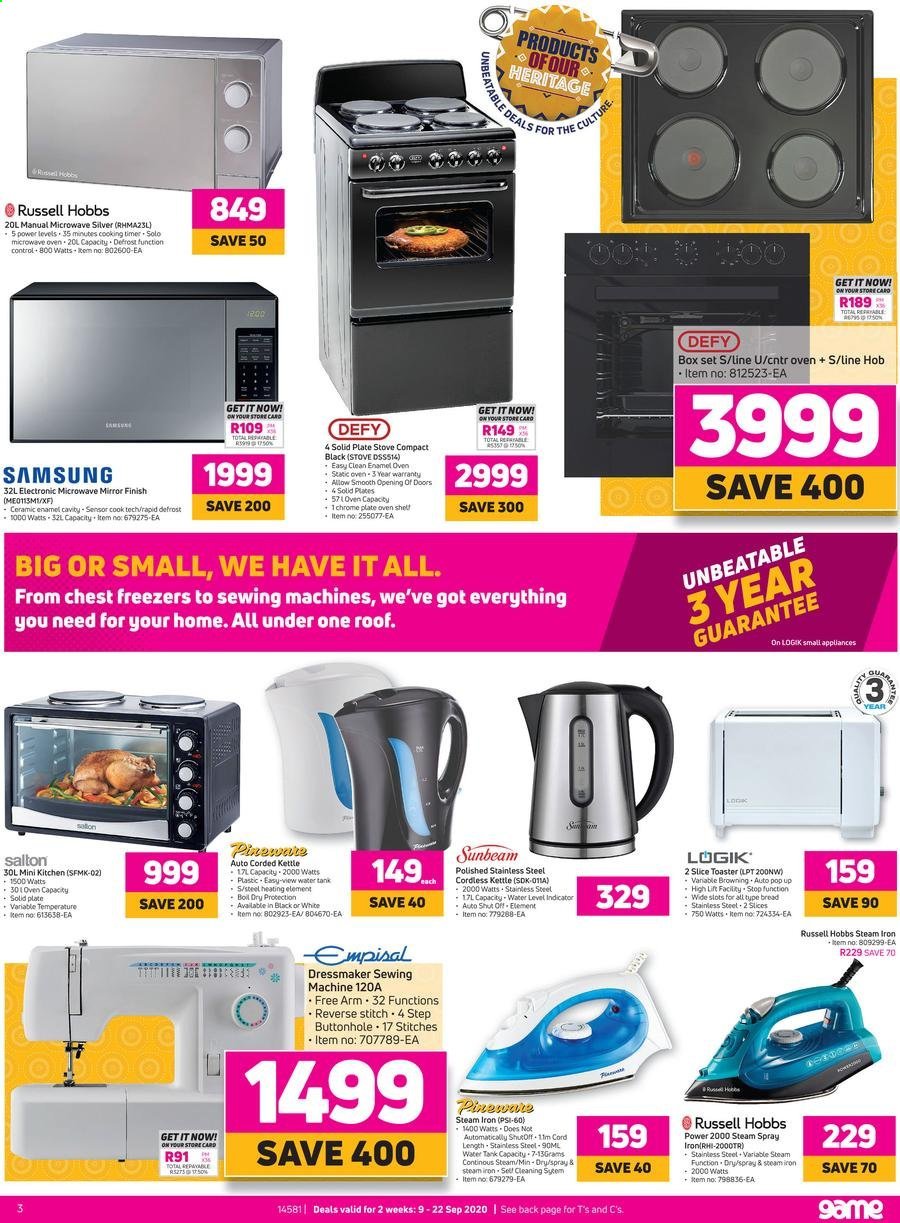 PRODUCTS
OF OUR
HERITAGE
UNBEATABLE DEALS FOR THE CULTURE.
Russell Hobbs
Russell Hobbs
20L Manual Microwave Silver (RHMA23L)
• 5 power levels • 35 minutes cooking timer • Solo
microwave oven • 20L Capacity • Defrost function
control • 800 Watts • Item no: 802600-EA
849
SAVE 50
12:00
SAMSUNG
GET IT NOW!
ON YOUR STORE CARD
R109 PM X36
TOTAL REPAYABLE:
R3919 @ 17.50%
SAMSUNG
32L Electronic Microwave Mirror Finish
(ME0113M1/XF)
• Ceramic enamel cavity • Sensor cook tech/rapid defrost
• 1000 Watts • 32L Capacity • Item no: 679275-EA
1999
SAVE 200
DEFY
DEFY
4 Solid Plate Stove Compact
Black (STOVE DSS514)
• Easy Clean Enamel Oven
• Static oven • 3 Year warranty
• Allow Smooth Opening Of Doors
• 4 Solid Plates
• 57 l Oven Capacity
• 1 chrome plate oven shelf
• Item no: 255077-EA
GET IT NOW!
ON YOUR STORE CARD
R149 PM X36
TOTAL REPAYABLE:
R5357 @ 17.50%
2999
SAVE 300
GET IT NOW!
ON YOUR STORE CARD
R189 PM X36
TOTAL REPAYABLE:
R6795 @ 17.50%
DEFY
Box set S/line U/cntr oven + S/line Hob
• Item no: 812523-EA
3999
SAVE 400
BIG OR SMALL, WE HAVE IT ALL.
From chest freezers to sewing machines, we've got everything
you need for your home. All under one roof.
UNBEATABLE
3 YEAR
GUARANTEE
On LOGIK small appliances
salton
salton
30L Mini Kitchen (SFMK-02)
• 1500 Watts
• 30 l Oven Capacity
• Solid plate
• Variable Temperature
• Item no: 613638-EA
999
SAVE 200
Pineware
Auto Corded Kettle
• 1.7L Capacity • 2000 Watts
• Plastic • Easy-view water tank
• S/steel heating element
• Boil Dry Protection
• Available in Black or White
• Item no: 802923-EA/ 804670-EA
149
each
SAVE 40
Sunbeam
Sunbeam
Polished Stainless Steel
Cordless Kettle (SDK-011A)
• 2000 Watts • Stainless Steel
• 1.7L Capacity • Water Level Indicator
• Auto Shut Off • Element
• Item no: 779288-EA
329
QUALITY GUARANTEE
3
YEAR
LOGIK
LOGIK
2 Slice Toaster (LPT 200NW)
• Variable Browning • Auto pop up
• High Lift Facility • Stop function
• Wide slots for all type bread
• Stainless Steel • 2 Slices
• 750 Watts • Item no: 724334-EA
159
SAVE 90
Empisal
Dressmaker Sewing
Machine 120A
• Free Arm • 32 Functions
• Reverse stitch • 4 Step
Buttonhole • 17 Stitches
• Item no: 707789-EA
GET IT NOW!
ON YOUR STORE CARD
R91 PM X36
TOTAL REPAYABLE:
R3273 @ 17.50%
1499
SAVE 400
Pineware
Pineware
Steam Iron (PSI-60)
• 1400 Watts • Does Not
Automatically ShutOff • 1.1m Cord
Length • Stainless Steel • 90ML
Water Tank Capacity • 7-13Grams
Continous Steam/Min • Dry/spray &
steam iron • Self Cleaning Sytem
• Item no: 679279-EA
159
SAVE 40
Russell Hobbs Steam Iron
• Item no: 809299-EA
R229 SAVE 70
Russell Hobbs
POWER2000
Russell Hobbs
Power 2000 Steam Spray
Iron(RHI-2000TR)
• Stainless Steel • Variable Steam
Function • Dry/spray & steam iron
• 2000 Watts
• Item no: 798836-EA
229
SAVE 70
3
14581 | Deals valid for 2 weeks: 9 - 22 Sep 2020 | See back page for T's and C's.
game